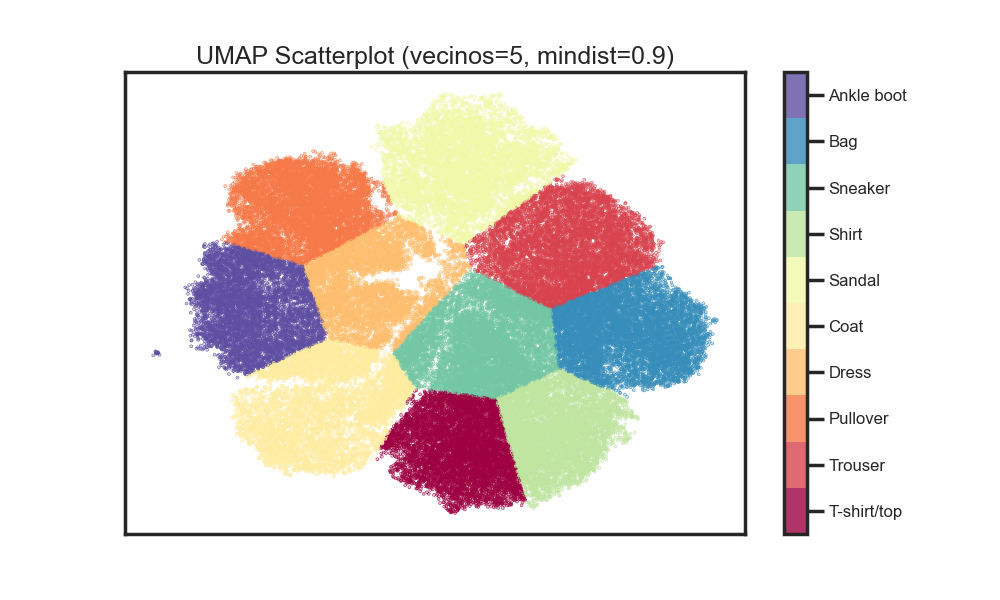 UMAP Scatterplot (vecinos=5, mindist=0.9)
Ankle boot
Bag
Sneaker
Shirt
Sandal
Coat
Dress
Pullover
Trouser
T-shirt/top